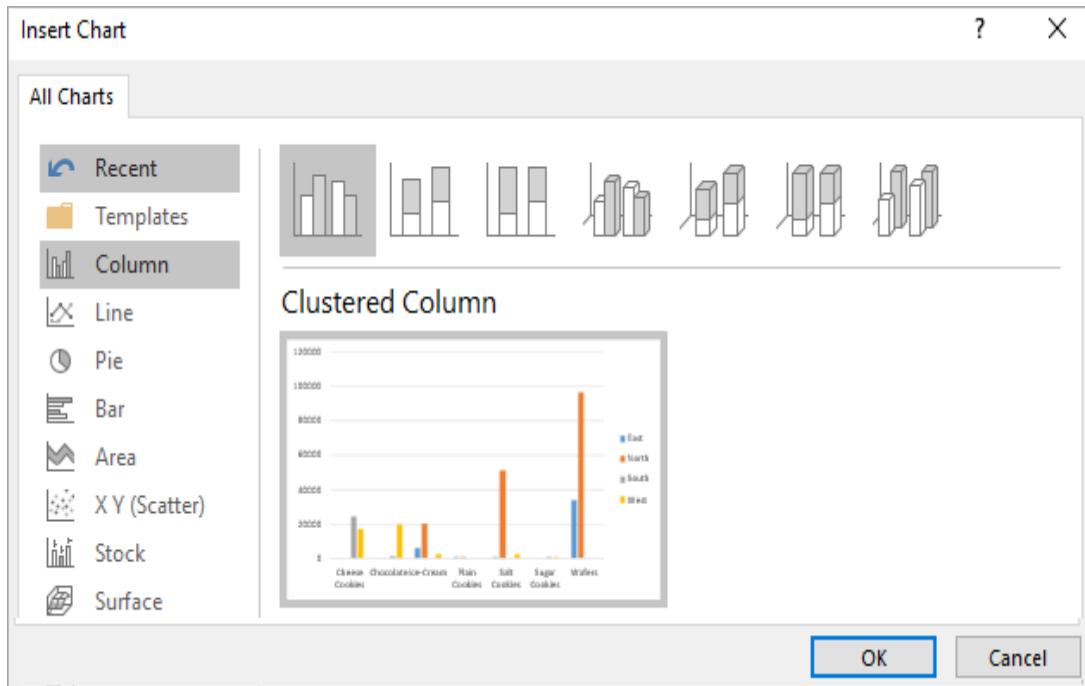 Insert Chart ? X
All Charts
Recent
Templates
Column
Line
Pie
Bar
Area
X Y (Scatter)
Stock
Surface
Clustered Column
120000
100000
80000
60000
40000
20000
0
Cheese Cookies
Chocolate
Ice-Cream
Plain Cookies
Salt Cookies
Sugar Cookies
Wafers
East
North
South
West
OK
Cancel